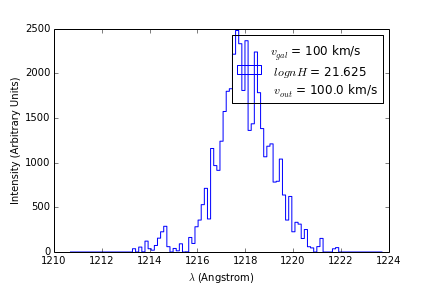 2500
2000
1500
1000
500
0
Intensity (Arbitrary Units)
v_gal = 100 km/s
lognH = 21.625
v_out = 100.0 km/s
1210 1212 1214 1216 1218 1220 1222 1224
λ (Angstrom)